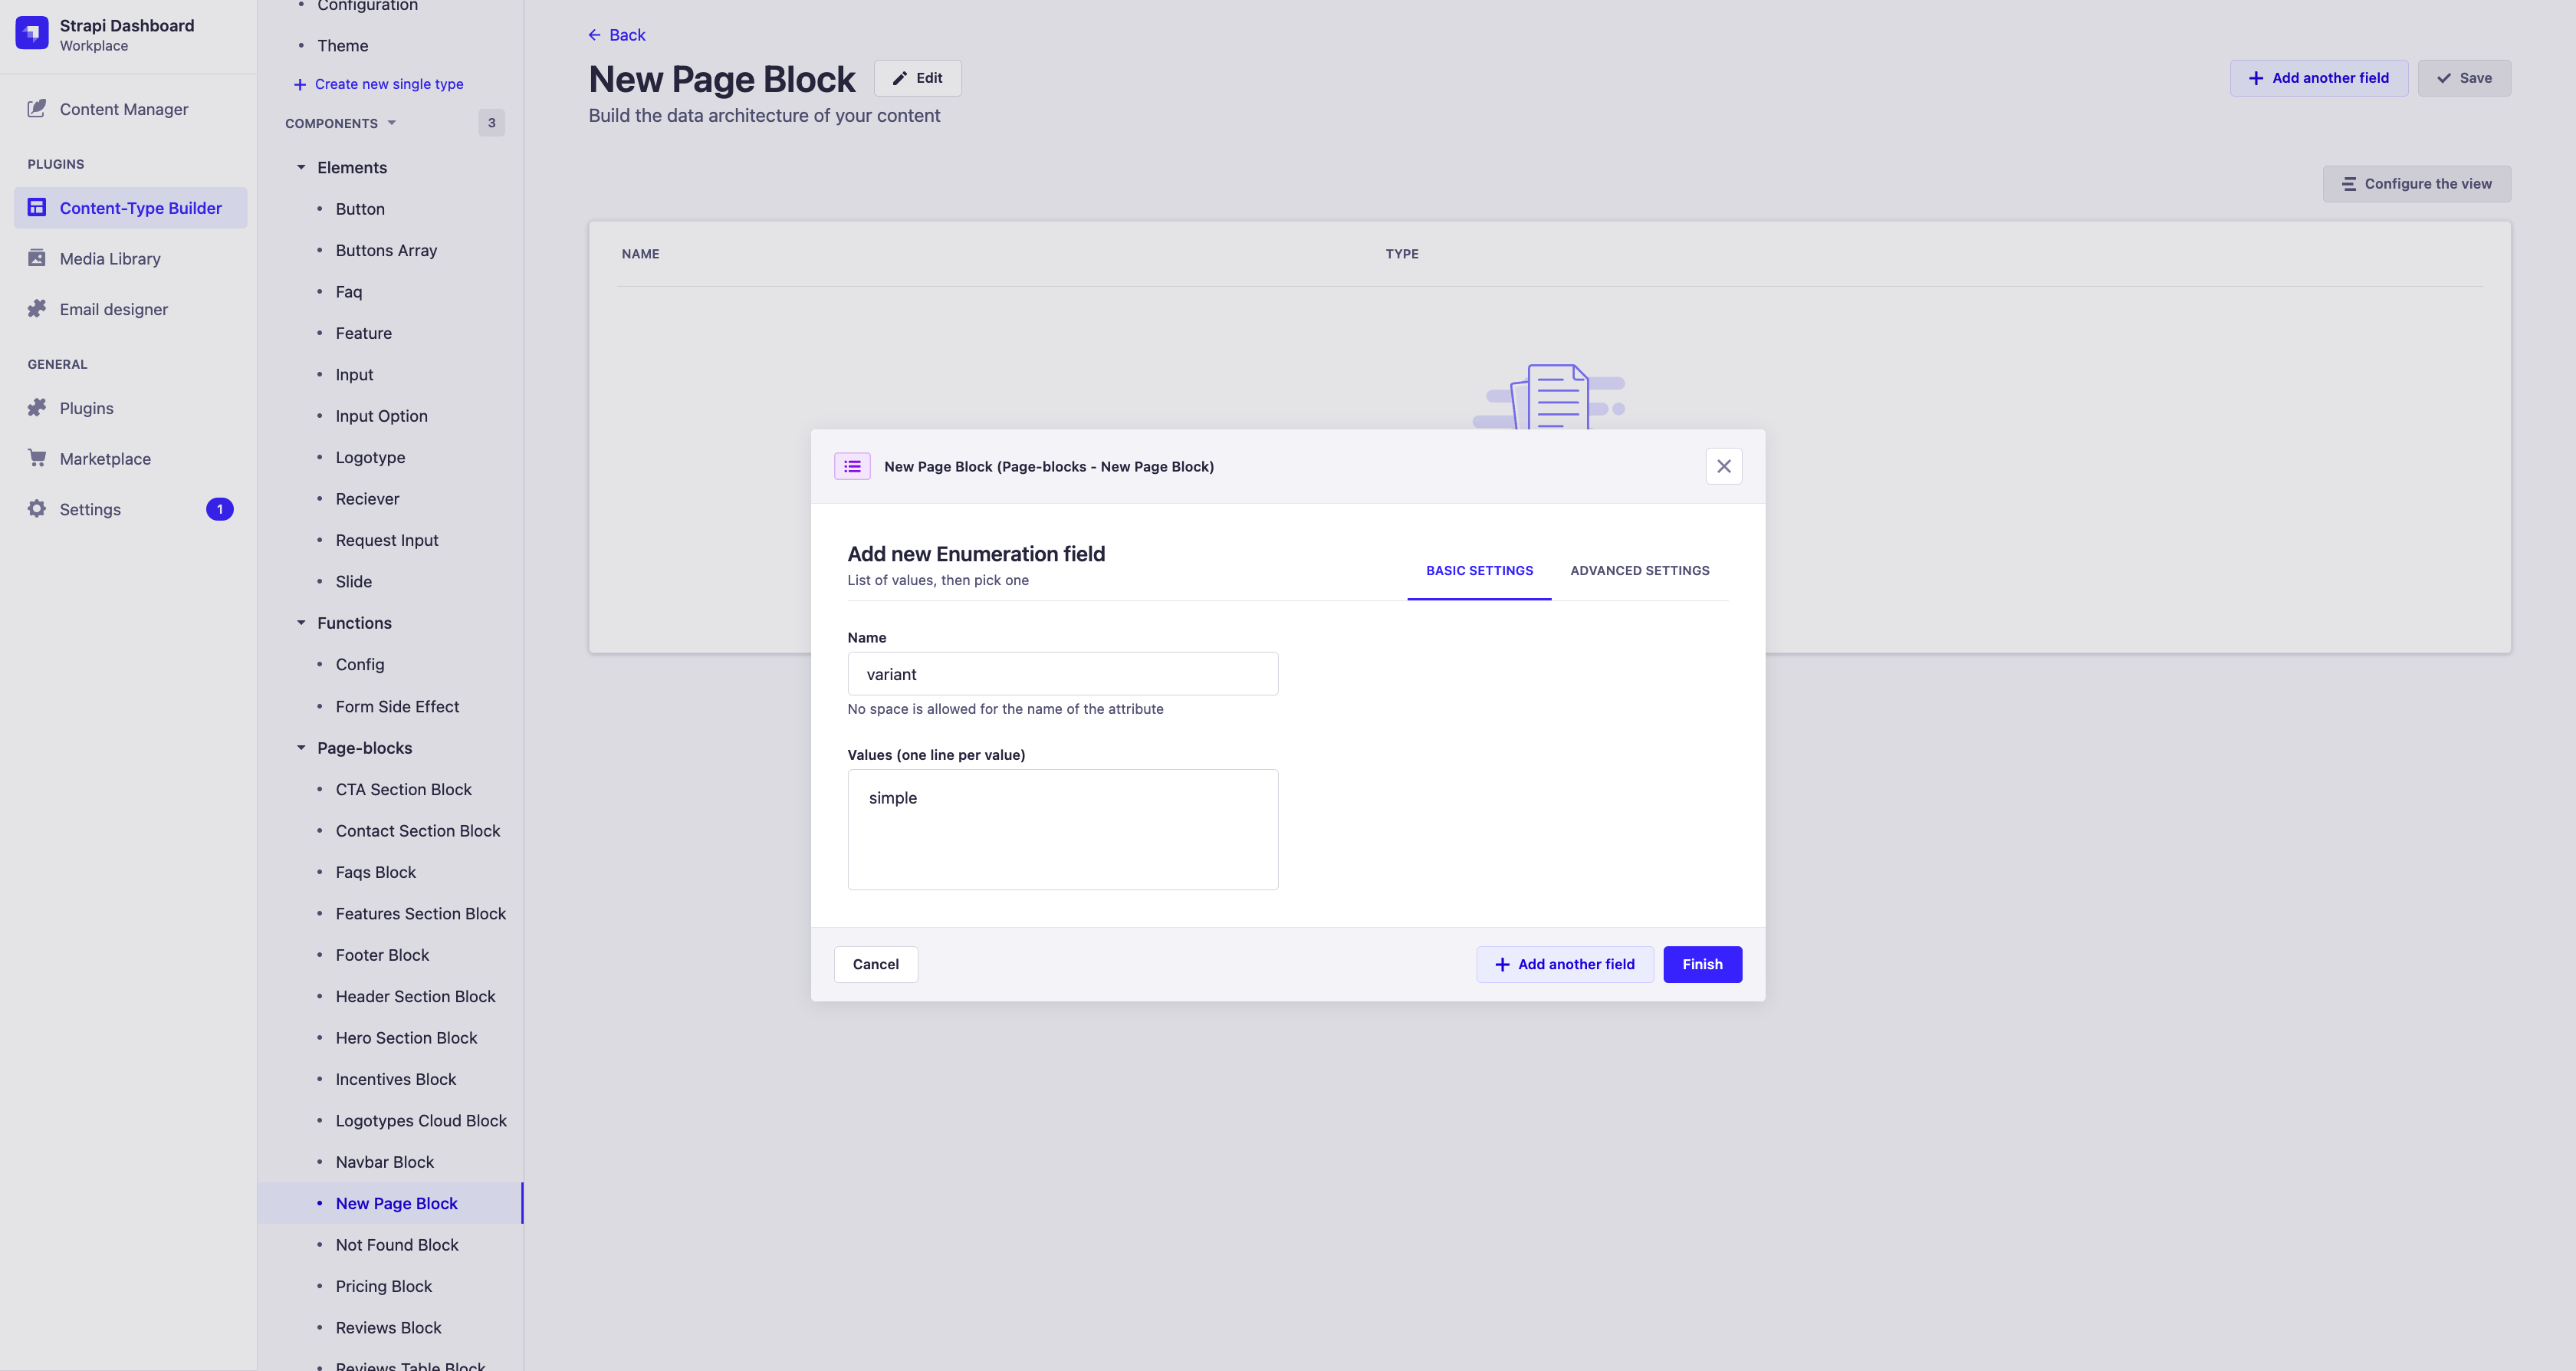 Strapi Dashboard
Workplace
Content Manager
PLUGINS
Content-Type Builder
Media Library
Email designer
GENERAL
Plugins
Marketplace
Settings
1
Configuration
Theme
Create new single type
COMPONENTS
3
Elements
Button
Buttons Array
Faq
Feature
Input
Input Option
Logotype
Reciever
Request Input
Slide
Functions
Config
Form Side Effect
Page-blocks
CTA Section Block
Contact Section Block
Faqs Block
Features Section Block
Footer Block
Header Section Block
Hero Section Block
Incentives Block
Logotypes Cloud Block
Navbar Block
New Page Block
Not Found Block
Pricing Block
Reviews Block
Reviews Table Block
Back
New Page Block
Edit
Add another field
Save
Build the data architecture of your content
Configure the view
NAME
TYPE
New Page Block (Page-blocks - New Page Block)
Add new Enumeration field
List of values, then pick one
BASIC SETTINGS
ADVANCED SETTINGS
Name
variant
No space is allowed for the name of the attribute
Values (one line per value)
simple
Cancel
Add another field
Finish